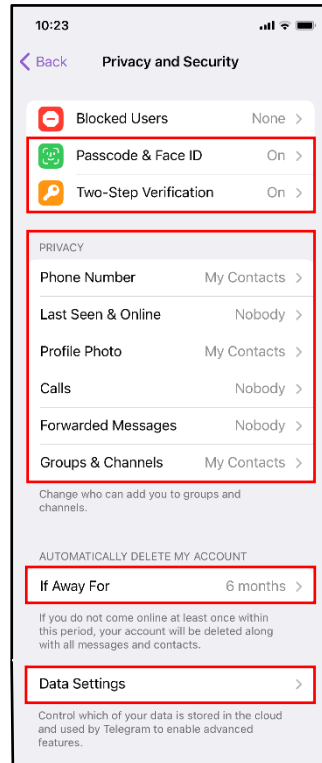 10:23
Back Privacy and Security
Blocked Users None
Passcode & Face ID On
Two-Step Verification On
PRIVACY
Phone Number My Contacts
Last Seen & Online Nobody
Profile Photo My Contacts
Calls Nobody
Forwarded Messages Nobody
Groups & Channels My Contacts
Change who can add you to groups and
channels.
AUTOMATICALLY DELETE MY ACCOUNT
If Away For 6 months
If you do not come online at least once within
this period, your account will be deleted along
with all messages and contacts.
Data Settings
Control which of your data is stored in the cloud
and used by Telegram to enable advanced
features.